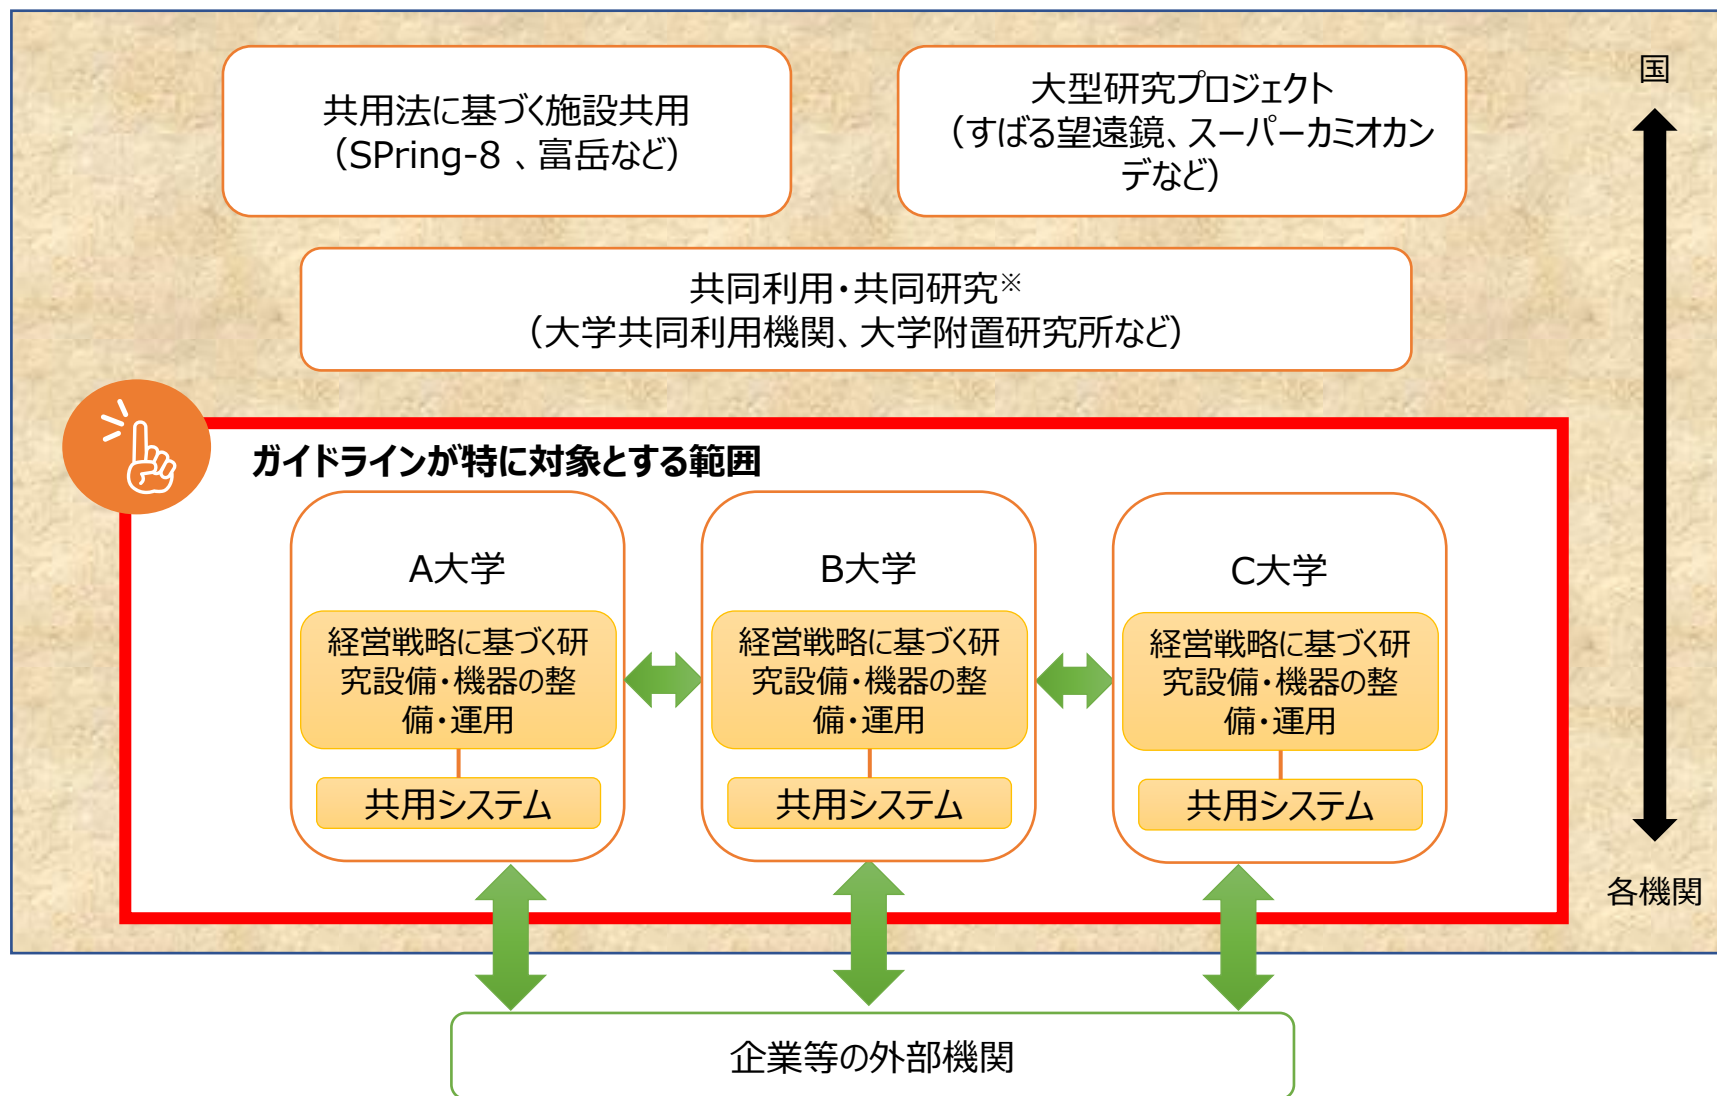 共用法に基づく施設共用
（SPring-8 、富岳など）
大型研究プロジェクト
（すばる望遠鏡、スーパーカミオカン
デなど）
国
共同利用・共同研究※
（大学共同利用機関、大学附置研究所など）
ガイドラインが特に対象とする範囲
A大学
経営戦略に基づく研
究設備・機器の整
備・運用
共用システム
B大学
経営戦略に基づく研
究設備・機器の整
備・運用
共用システム
C大学
経営戦略に基づく研
究設備・機器の整
備・運用
共用システム
各機関
企業等の外部機関